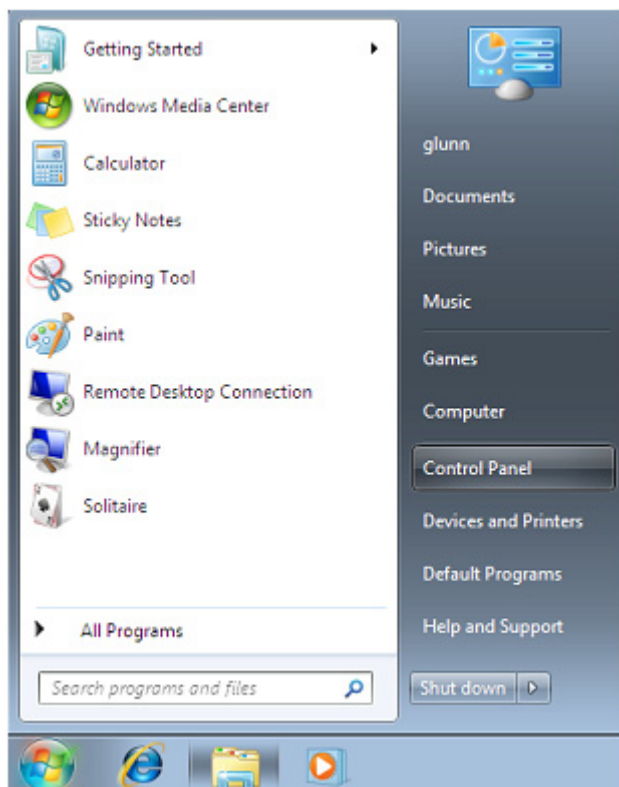 Getting Started
Windows Media Center
Calculator
Sticky Notes
Snipping Tool
Paint
Remote Desktop Connection
Magnifier
Solitaire
All Programs
Search programs and files
glunn
Documents
Pictures
Music
Games
Computer
Control Panel
Devices and Printers
Default Programs
Help and Support
Shut down